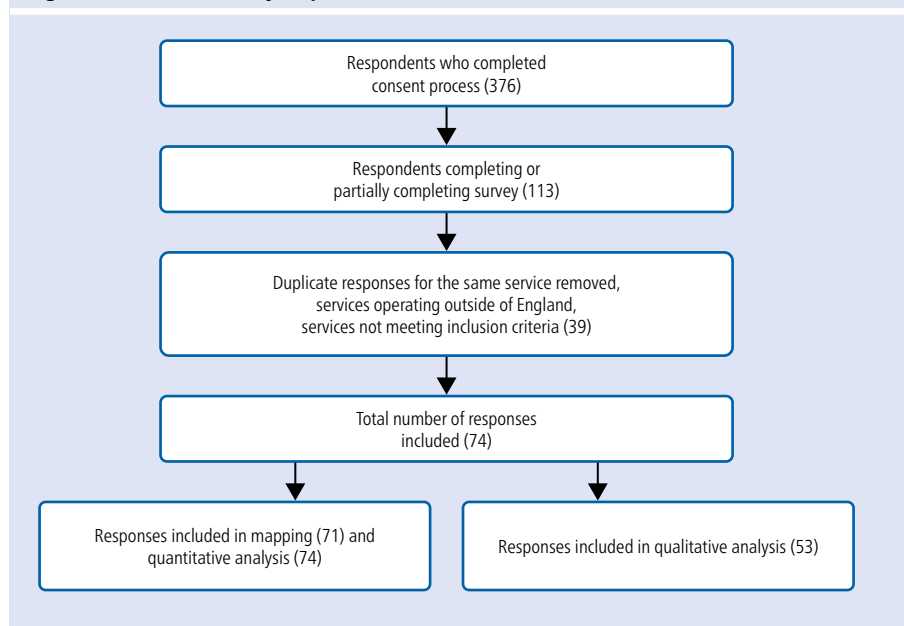 Respondents who completed
consent process (376)
Respondents completing or
partially completing survey (113)
Duplicate responses for the same service removed,
services operating outside of England,
services not meeting inclusion criteria (39)
Total number of responses
included (74)
Responses included in mapping (71) and
quantitative analysis (74)
Responses included in qualitative analysis (53)